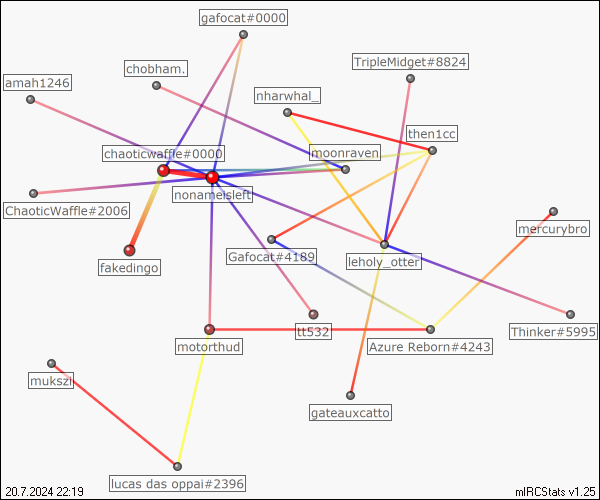 gafocat#0000
chobham.
TripleMidget#8824
amah1246
nharwhal_
then1cc
chaoticwaffle#0000
moonraven
nonameisleft
ChaoticWaffle#2006
mercurybro
Gafocat#4189
leholy_otter
fakedingo
tt532
Thinker#5995
motorthud
Azure Reborn#4243
mukszi
gateauxcatto
lucas das oppai#2396
20.7.2024 22:19
mIRCStats v1.25